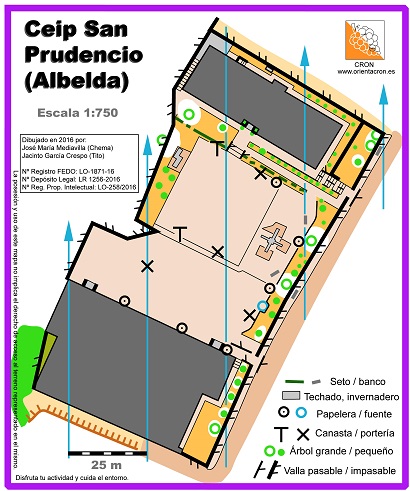 Ceip San
Prudencio
(Albelda)
Escala 1:750
CRON
www.orientacron.es
Dibujado en 2016 por:
José María Mediavilla (Chema)
Jacinto García Crespo (Tito)
Nª Registro FEDO: LO-1871-16
Nª Depósito Legal: LR 1256-2016
Nª Reg. Prop. Intelectual: LO-258/2016
La posesión y uso de este mapa no implica el derecho de acceso al terreno representado en el mismo
Seto / banco
Techado, invernadero
Papelera / fuente
Canasta / portería
Árbol grande / pequeño
Valla pasable / impasable
25 m
Disfruta tu actividad y cuida el entorno.